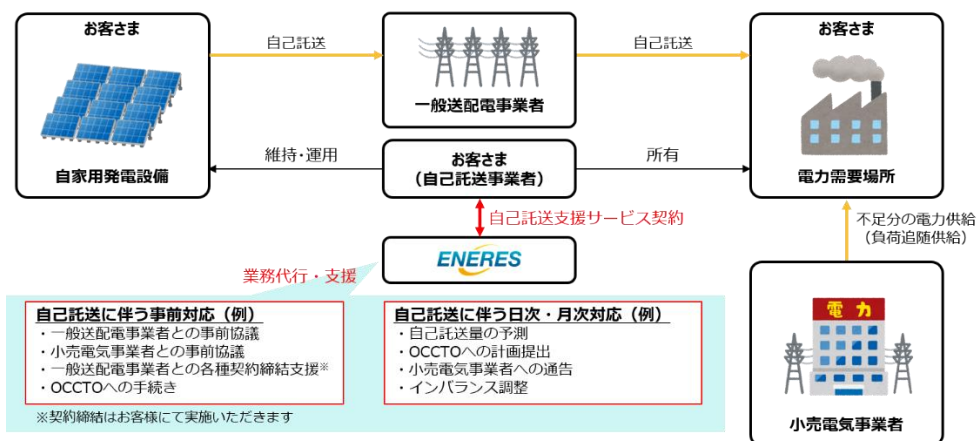 お客さま
自家用発電設備
自己託送
一般送配電事業者
自己託送
お客さま
電力需要場所
維持・運用
お客さま
(自己託送事業者)
所有
自己託送支援サービス契約
ENERES
業務代行・支援
不足分の電力供給
(負荷追随供給)
電力
小売電気事業者
自己託送に伴う事前対応（例）
・一般送配電事業者との事前協議
・小売電気事業者との事前協議
・一般送配電事業者との各種契約締結支援※
・OCCTOへの手続き
自己託送に伴う日次・月次対応（例）
・自己託送量の予測
・OCCTOへの計画提出
・小売電気事業者への通告
・インバランス調整
※契約締結はお客様にて実施いただきます